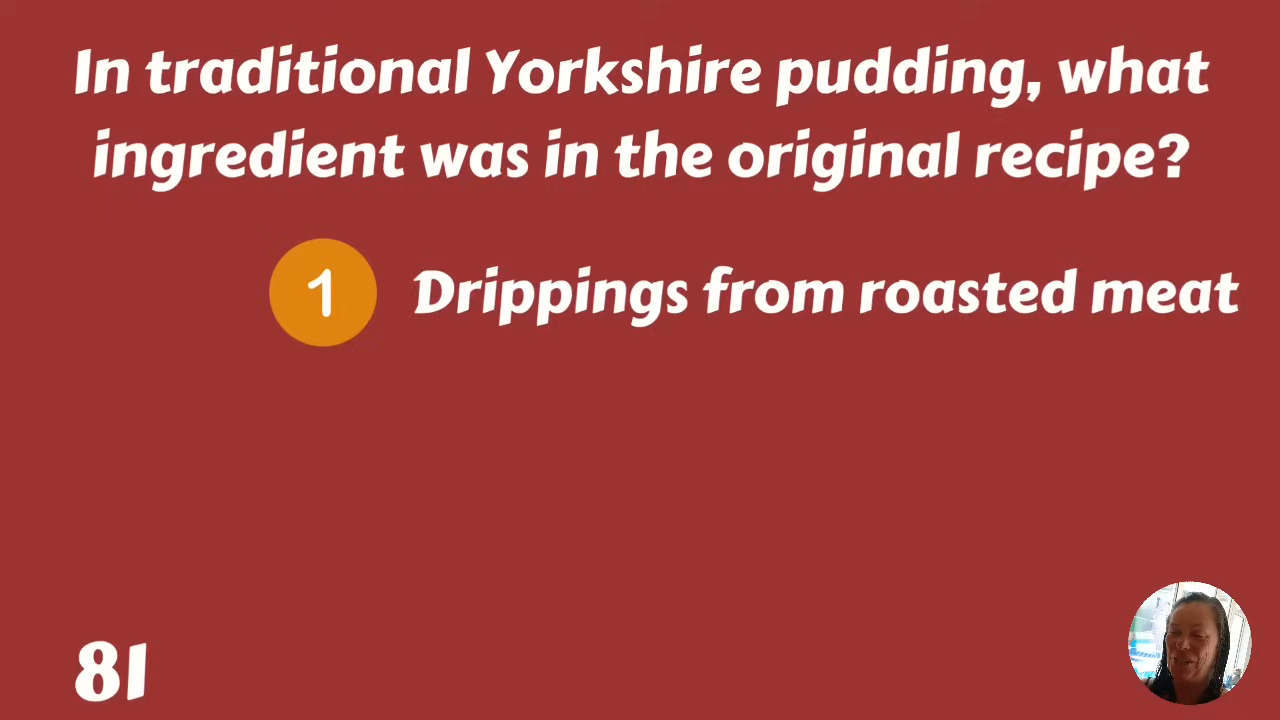 In traditional Yorkshire pudding, what
ingredient was in the original recipe?
1 Drippings from roasted meat
81